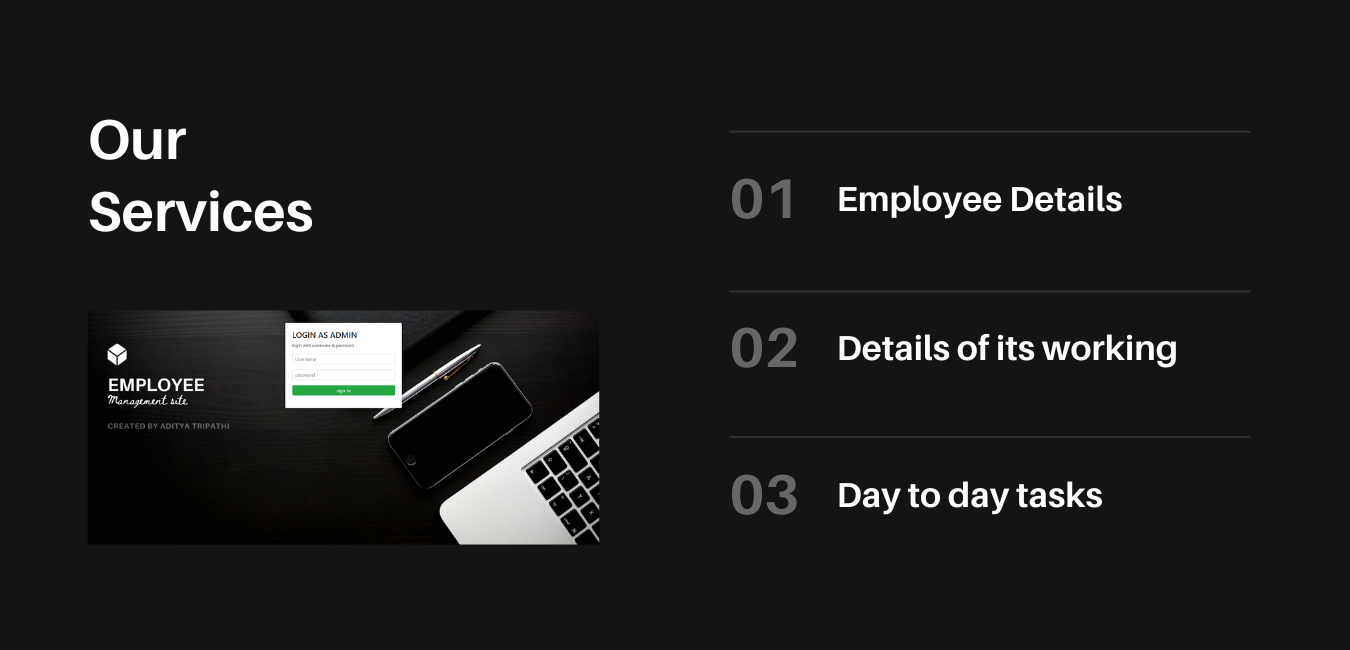 Our
Services
EMPLOYEE
Management site
CREATED BY ADITYA TRIPATHI
LOGIN AS ADMIN
login with username & password
User name
password
sign in
01 Employee Details
02 Details of its working
03 Day to day tasks